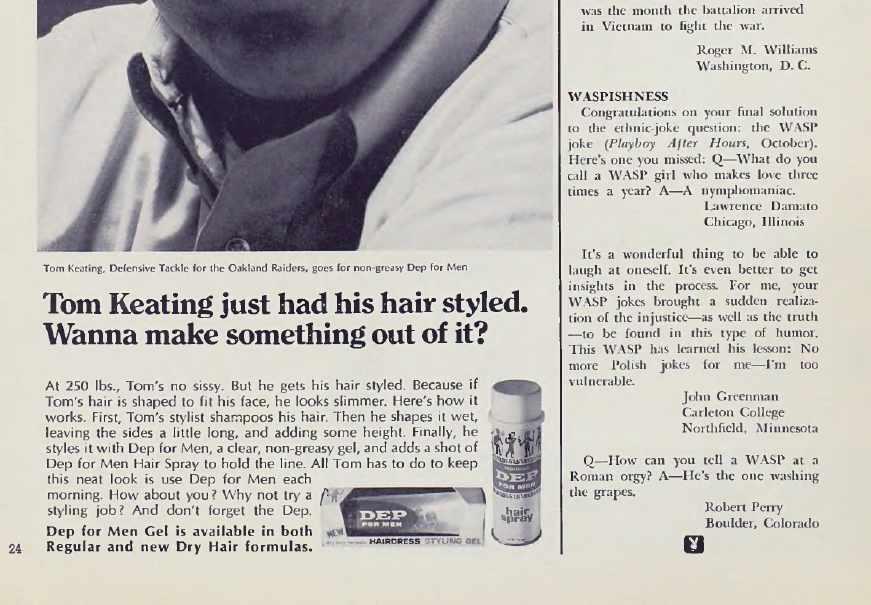 Tom Keating, Defensive Tackle for the Oakland Raiders, goes for non-greasy Dep for Men
Tom Keating just had his hair styled.
Wanna make something out of it?
At 250 lbs., Tom's no sissy. But he gets his hair styled. Because if
Tom's hair is shaped to fit his face, he looks slimmer. Here's how it
works. First, Tom's stylist shampoos his hair. Then he shapes it wet,
leaving the sides a little long, and adding some height. Finally, he
styles it with Dep for Men, a clear, non-greasy gel, and adds a shot of
Dep for Men Hair Spray to hold the line. All Tom has to do to keep
this neat look is use Dep for Men each
morning. How about you? Why not try a
styling job? And don't forget the Dep.
Dep for Men Gel is available in both
Regular and new Dry Hair formulas.
DEP
FOR MEN
NEW
HAIRDRESS STYLING GEL
DEP
FOR MEN
hair
spray
24
was the month the battalion arrived
in Vietnam to fight the war.
Roger M. Williams
Washington, D. C.
WASPISHNESS
Congratulations on your final solution
to the ethnic-joke question: the WASP
joke (Playboy After Hours, October).
Here's one you missed: Q—What do you
call a WASP girl who makes love three
times a year? A—A nymphomaniac.
Lawrence Damato
Chicago, Illinois
It's a wonderful thing to be able to
laugh at oneself. It's even better to get
insights in the process. For me, your
WASP jokes brought a sudden realiza-
tion of the injustice—as well as the truth
—to be found in this type of humor.
This WASP has learned his lesson: No
more Polish jokes for me—I'm too
vulnerable.
John Greenman
Carleton College
Northfield, Minnesota
Q—How can you tell a WASP at a
Roman orgy? A—He's the one washing
the grapes.
Robert Perry
Boulder, Colorado